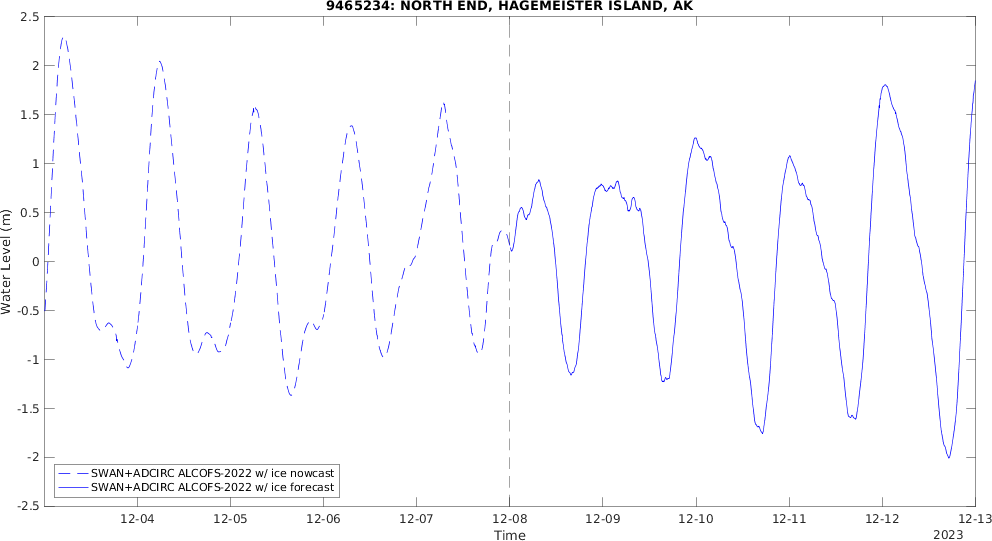 9465234: NORTH END, HAGEMEISTER ISLAND, AK
2.5
2
1.5
1
0.5
0
-0.5
-1
-1.5
-2
-2.5
Water Level (m)
SWAN+ADCIRC ALCOFS-2022 w/ ice nowcast
SWAN+ADCIRC ALCOFS-2022 w/ ice forecast
12-04 12-05 12-06 12-07 12-08 12-09 12-10 12-11 12-12 12-13
Time
2023